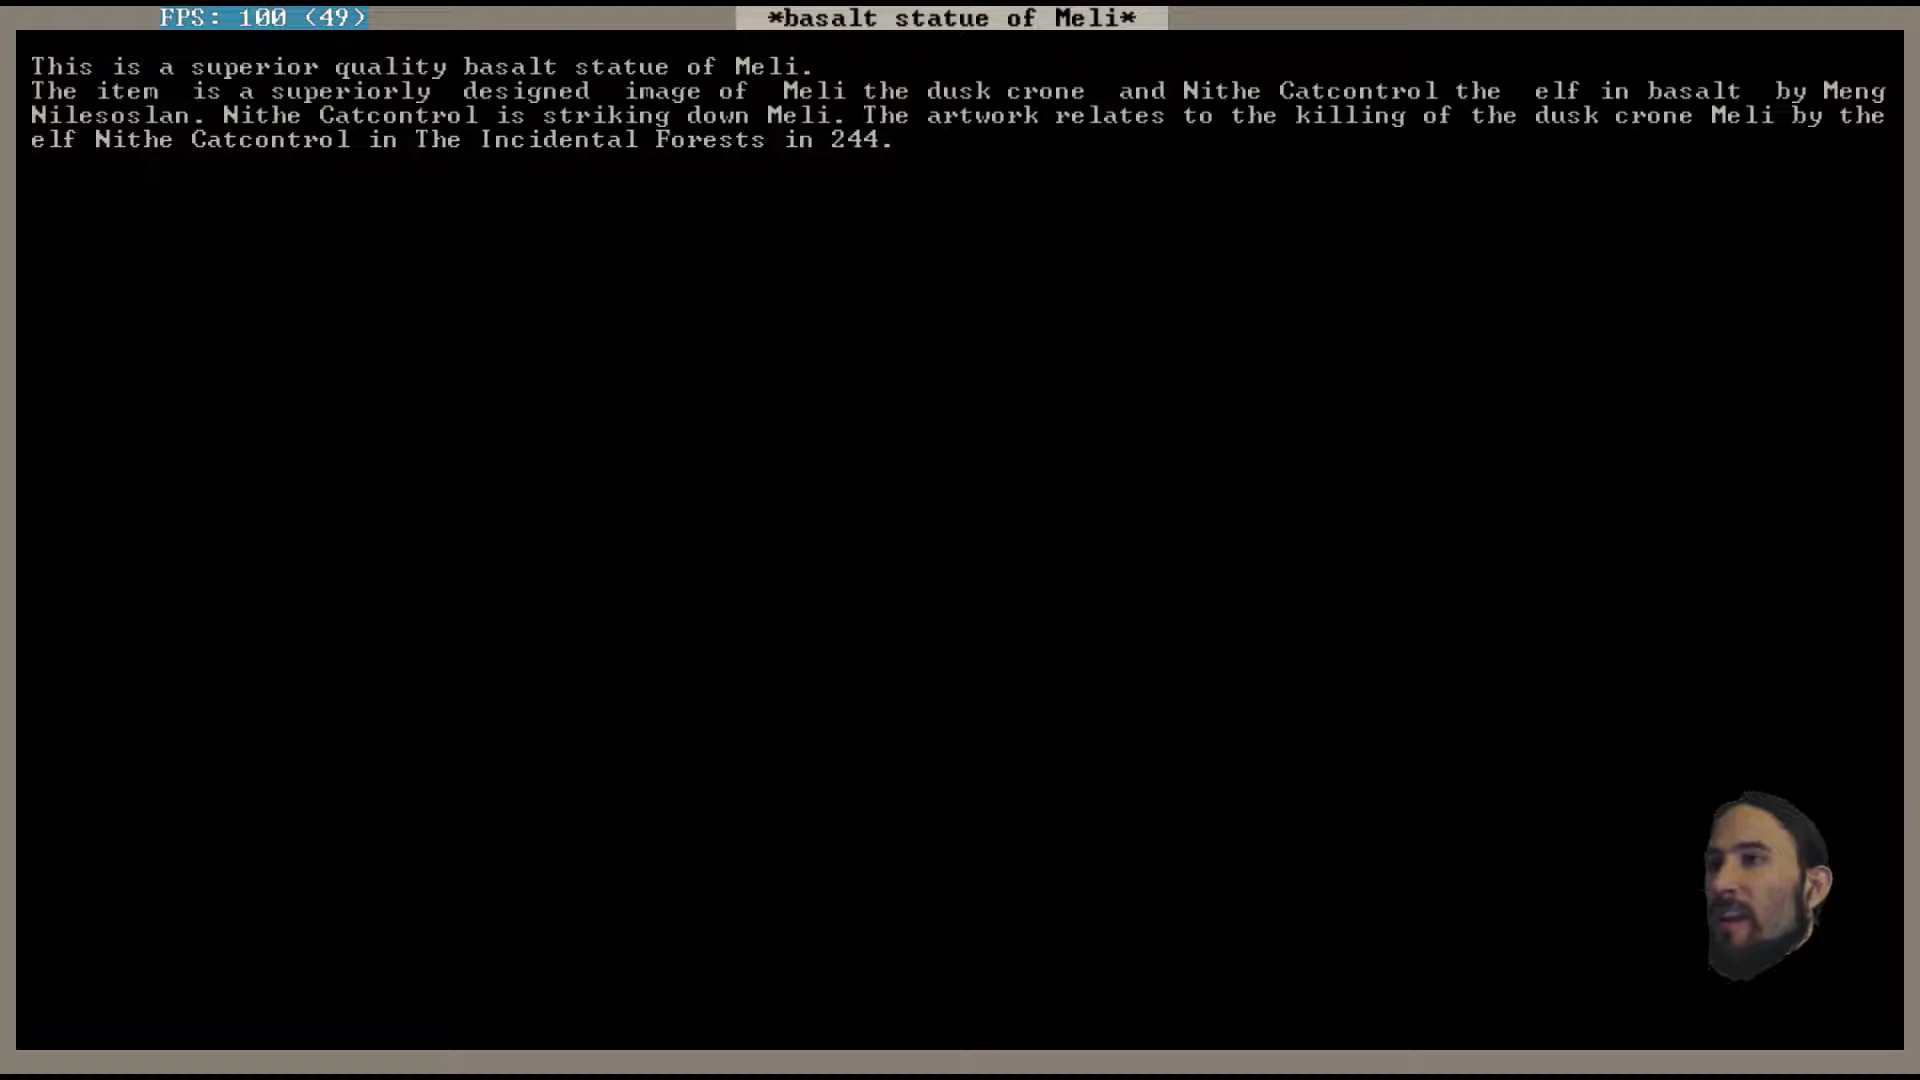 FPS: 100 (49)
*basalt statue of Meli*
This is a superior quality basalt statue of Meli.
The item is a superiorly designed image of Meli the dusk crone and Nithe Catcontrol the elf in basalt by Meng
Nilesoslan. Nithe Catcontrol is striking down Meli. The artwork relates to the killing of the dusk crone Meli by the
elf Nithe Catcontrol in The Incidental Forests in 244.